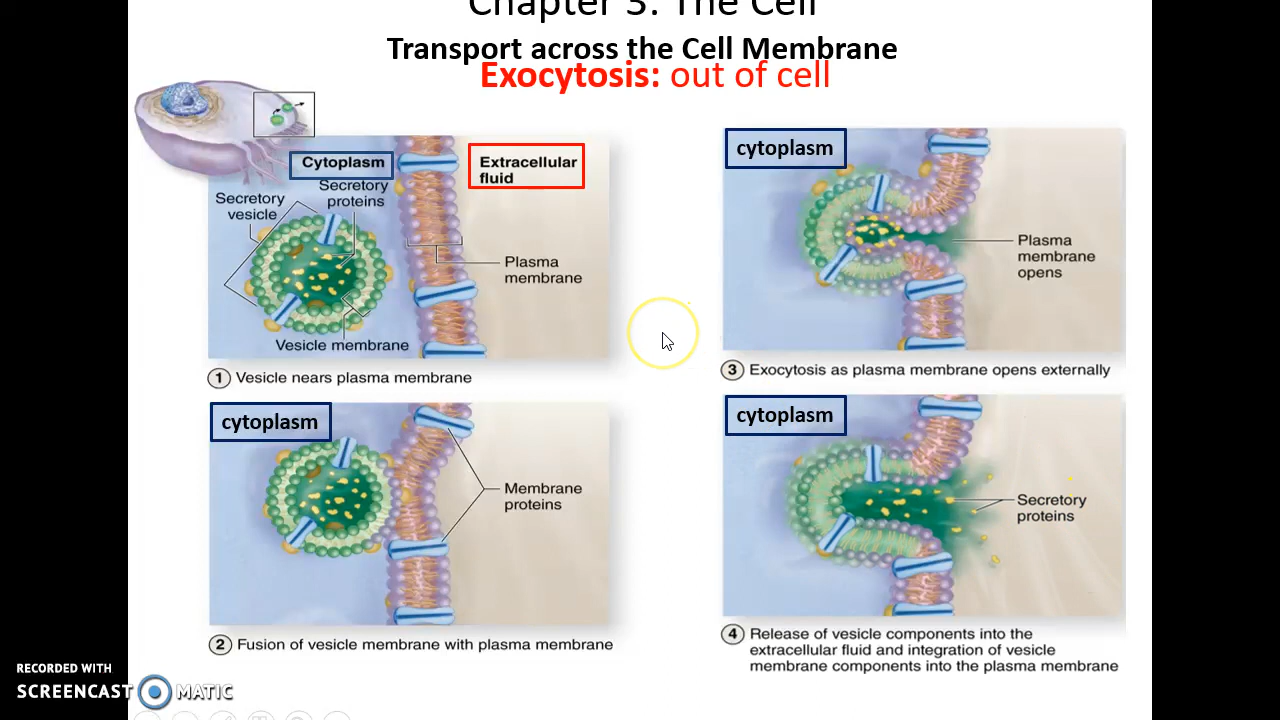 Chapter 3: The Cell
Transport across the Cell Membrane
Exocytosis: out of cell
Cytoplasm
Extracellular
fluid
Secretory
vesicle
Secretory
proteins
Plasma
membrane
Vesicle membrane
1 Vesicle nears plasma membrane
cytoplasm
Membrane
proteins
2 Fusion of vesicle membrane with plasma membrane
cytoplasm
Plasma
membrane
opens
3 Exocytosis as plasma membrane opens externally
cytoplasm
Secretory
proteins
4 Release of vesicle components into the
extracellular fluid and integration of vesicle
membrane components into the plasma membrane
RECORDED WITH
SCREENCAST MATIC